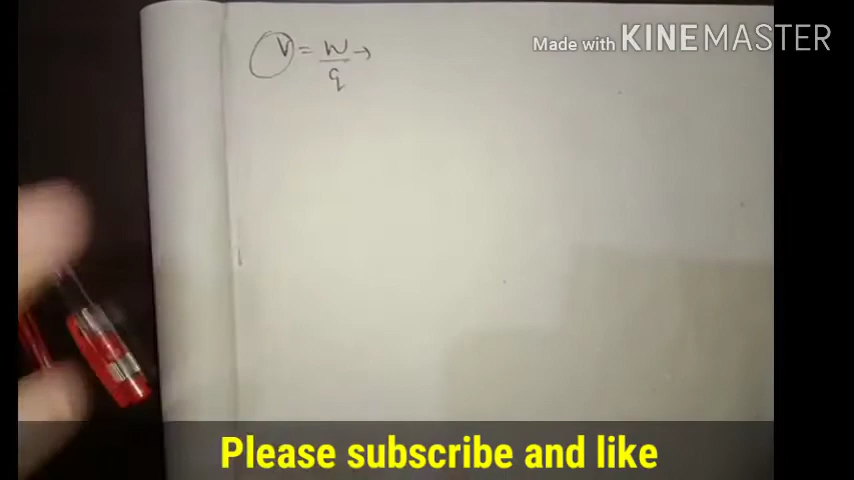 V = W →
q
Made with KINEMASTER
Please subscribe and like